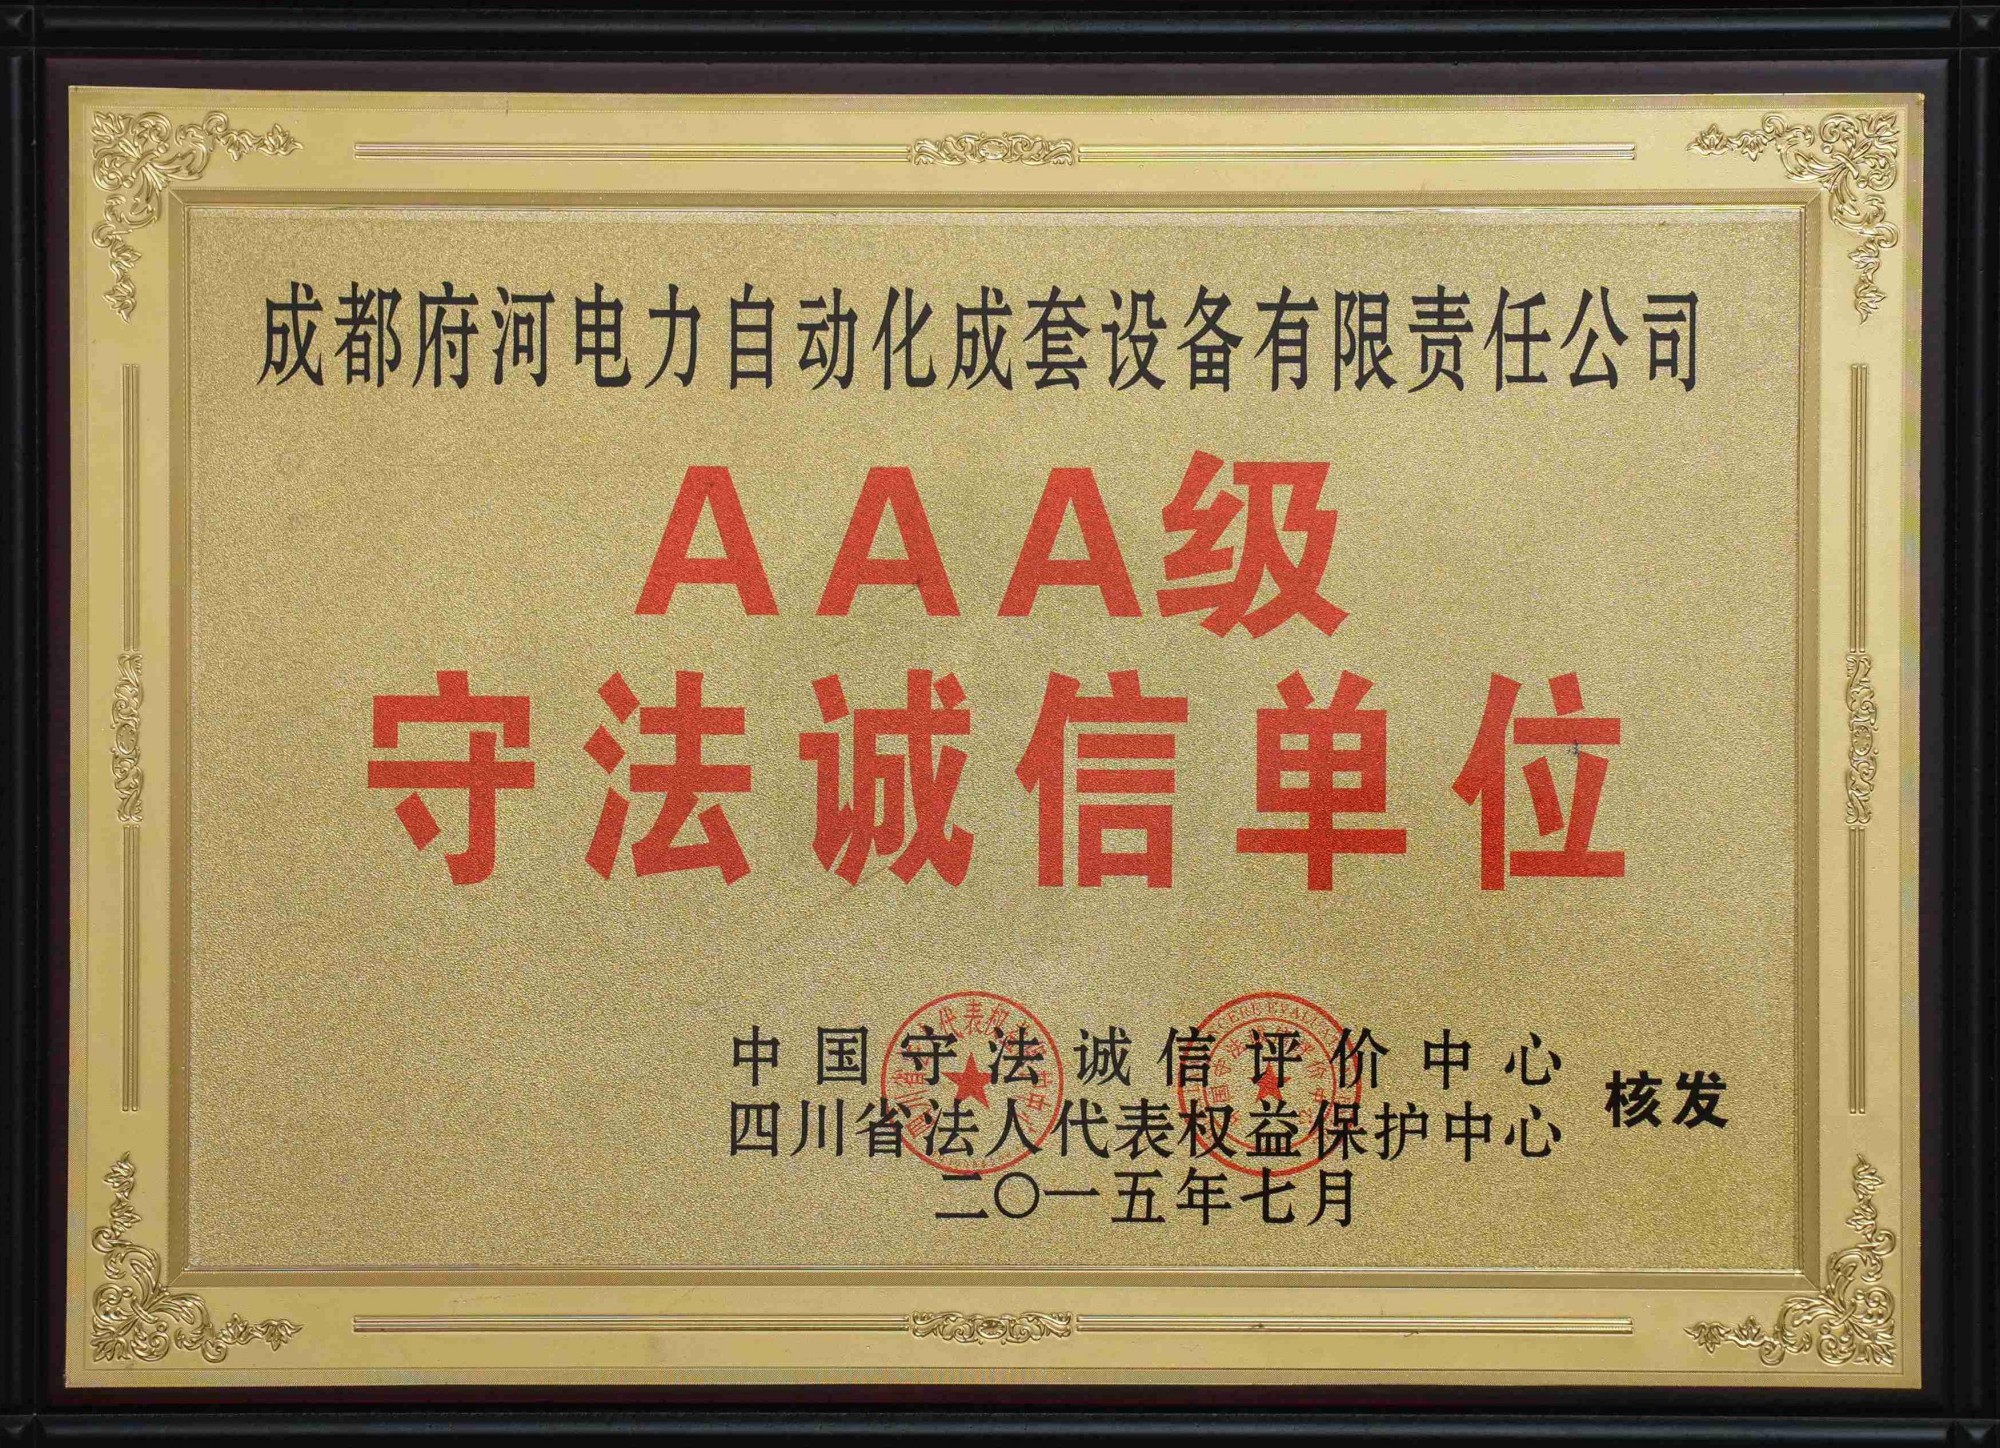 成都府河电力自动化成套设备有限责任公司
AAA级
守法诚信单位
中国守法诚信评价中心
四川省法人代表权益保护中心
核发
二〇一五年七月